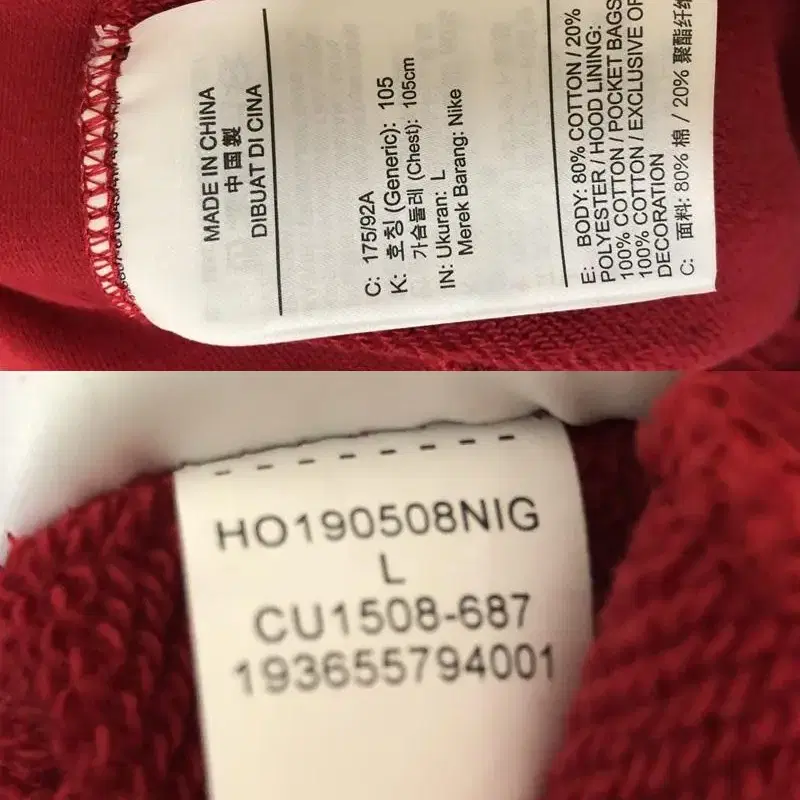 MADE IN CHINA
中国製
DIBUAT DI CINA
C: 175/92A
K: 호칭 (Generic): 105
가슴둘레 (Chest): 105cm
IN: Ukuran: L
Merek Barang: Nike
E: BODY: 80% COTTON / 20%
POLYESTER / HOOD LINING:
100% COTTON / POCKET BAGS
100% COTTON / EXCLUSIVE OF
DECORATION
C: 面料: 80% 棉 / 20% 聚酯纤维
HO190508NIG
L
CU1508-687
193655794001